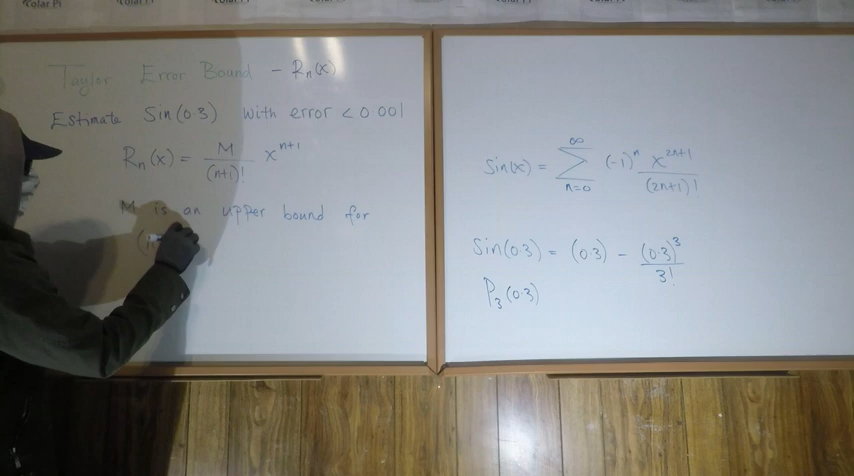 Taylor Error Bound - Rₙ(x)
Estimate Sin(0.3) with error < 0.001
Rₙ(x) = M/(n+1)! xⁿ⁺¹
M is an upper bound for
Sin(x) = ∑_{n=0}^{∞} (-1)ⁿ x²ⁿ⁺¹/(2n+1)!
Sin(0.3) = (0.3) - (0.3)³/3!
P₃(0.3)